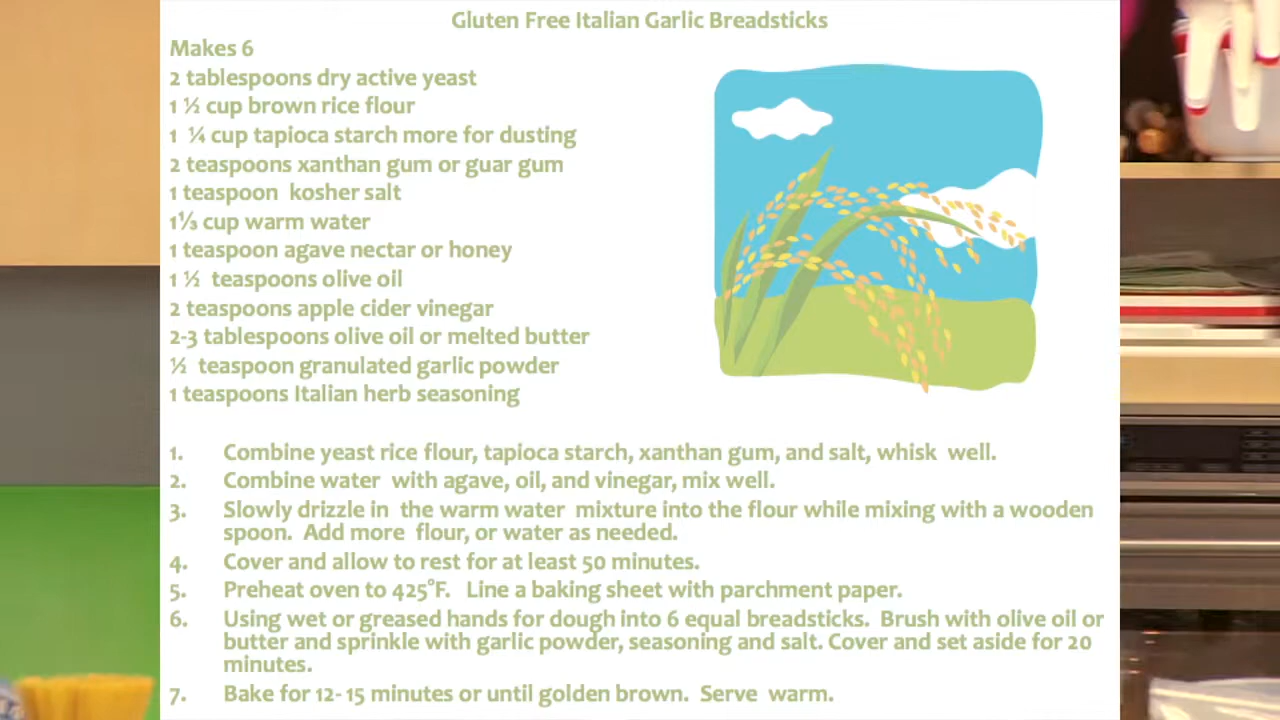 Gluten Free Italian Garlic Breadsticks
Makes 6
2 tablespoons dry active yeast
1 ½ cup brown rice flour
1 ¼ cup tapioca starch more for dusting
2 teaspoons xanthan gum or guar gum
1 teaspoon kosher salt
1⅓ cup warm water
1 teaspoon agave nectar or honey
1 ½ teaspoons olive oil
2 teaspoons apple cider vinegar
2-3 tablespoons olive oil or melted butter
½ teaspoon granulated garlic powder
1 teaspoons Italian herb seasoning
1. Combine yeast rice flour, tapioca starch, xanthan gum, and salt, whisk well.
2. Combine water with agave, oil, and vinegar, mix well.
3. Slowly drizzle in the warm water mixture into the flour while mixing with a wooden
spoon. Add more flour, or water as needed.
4. Cover and allow to rest for at least 50 minutes.
5. Preheat oven to 425°F. Line a baking sheet with parchment paper.
6. Using wet or greased hands for dough into 6 equal breadsticks. Brush with olive oil or
butter and sprinkle with garlic powder, seasoning and salt. Cover and set aside for 20
minutes.
7. Bake for 12- 15 minutes or until golden brown. Serve warm.